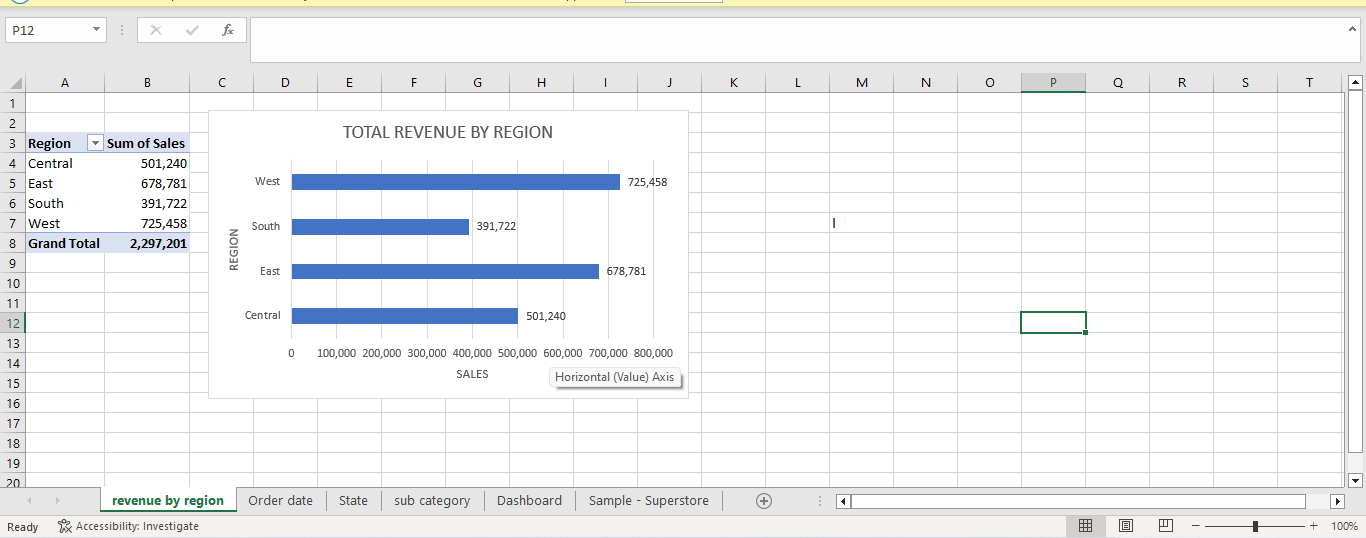 P12
fx
A B C D E F G H I J K L M N O P Q R S T
1
2
3 Region Sum of Sales
4 Central 501,240
5 East 678,781
6 South 391,722
7 West 725,458
8 Grand Total 2,297,201
9
10
11
12
13
14
15
16
17
18
19
20
TOTAL REVENUE BY REGION
REGION
West 725,458
South 391,722
East 678,781
Central 501,240
0 100,000 200,000 300,000 400,000 500,000 600,000 700,000 800,000
SALES
Horizontal (Value) Axis
revenue by region Order date State sub category Dashboard Sample - Superstore
Ready Accessibility: Investigate 100%